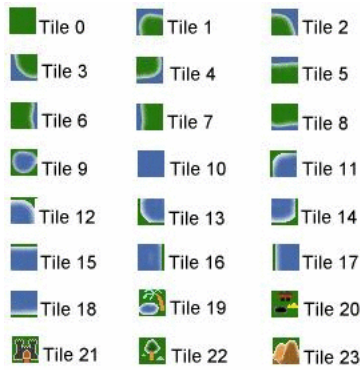 Tile 0 Tile 1 Tile 2
Tile 3 Tile 4 Tile 5
Tile 6 Tile 7 Tile 8
Tile 9 Tile 10 Tile 11
Tile 12 Tile 13 Tile 14
Tile 15 Tile 16 Tile 17
Tile 18 Tile 19 Tile 20
Tile 21 Tile 22 Tile 23